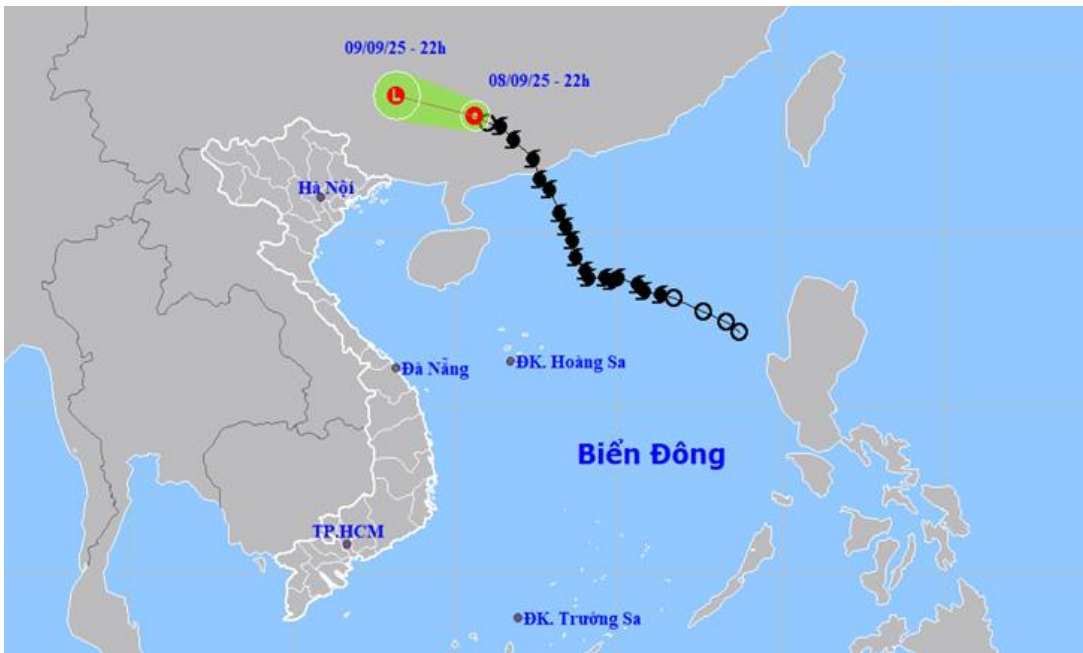 09/09/25 - 22h
08/09/25 - 22h
L
Hà Nội
ĐK. Hoàng Sa
Đà Nẵng
Biển Đông
TP.HCM
ĐK. Trường Sa